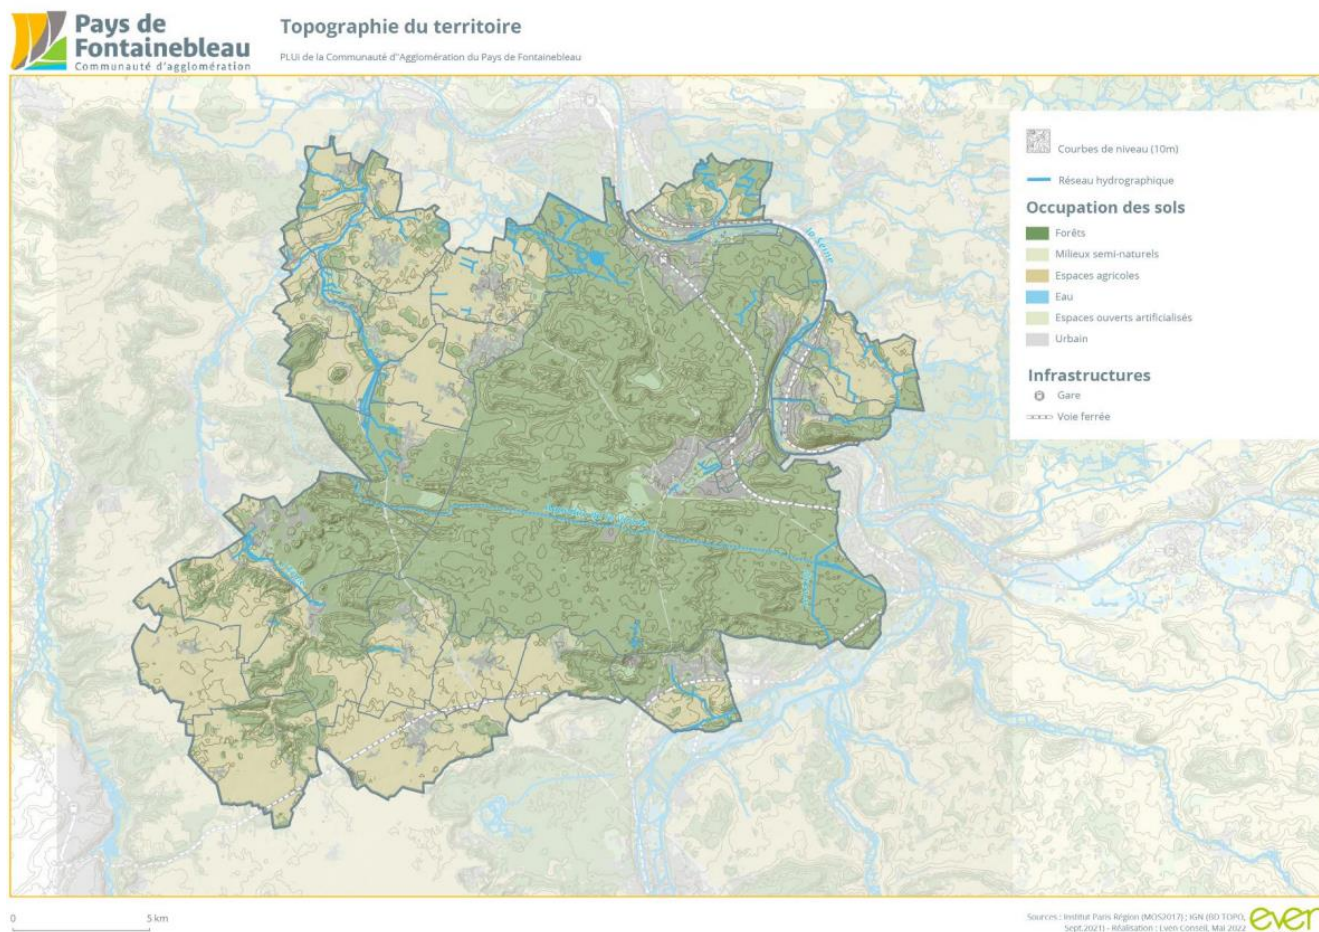 Pays de
Fontainebleau
Communauté d'agglomération
Topographie du territoire
PLUi de la Communauté d''Agglomération du Pays de Fontainebleau
Courbes de niveau (10m)
Réseau hydrographique
Occupation des sols
Forêts
Milieux semi-naturels
Espaces agricoles
Eau
Espaces ouverts artificialisés
Urbain
Infrastructures
Gare
Voie ferrée
la Seine
0
5 km
Sources : Institut Paris Région (MOS2017) ; IGN (BD TOPO,
Sept.2021) - Réalisation : Even Conseil, Mai 2022